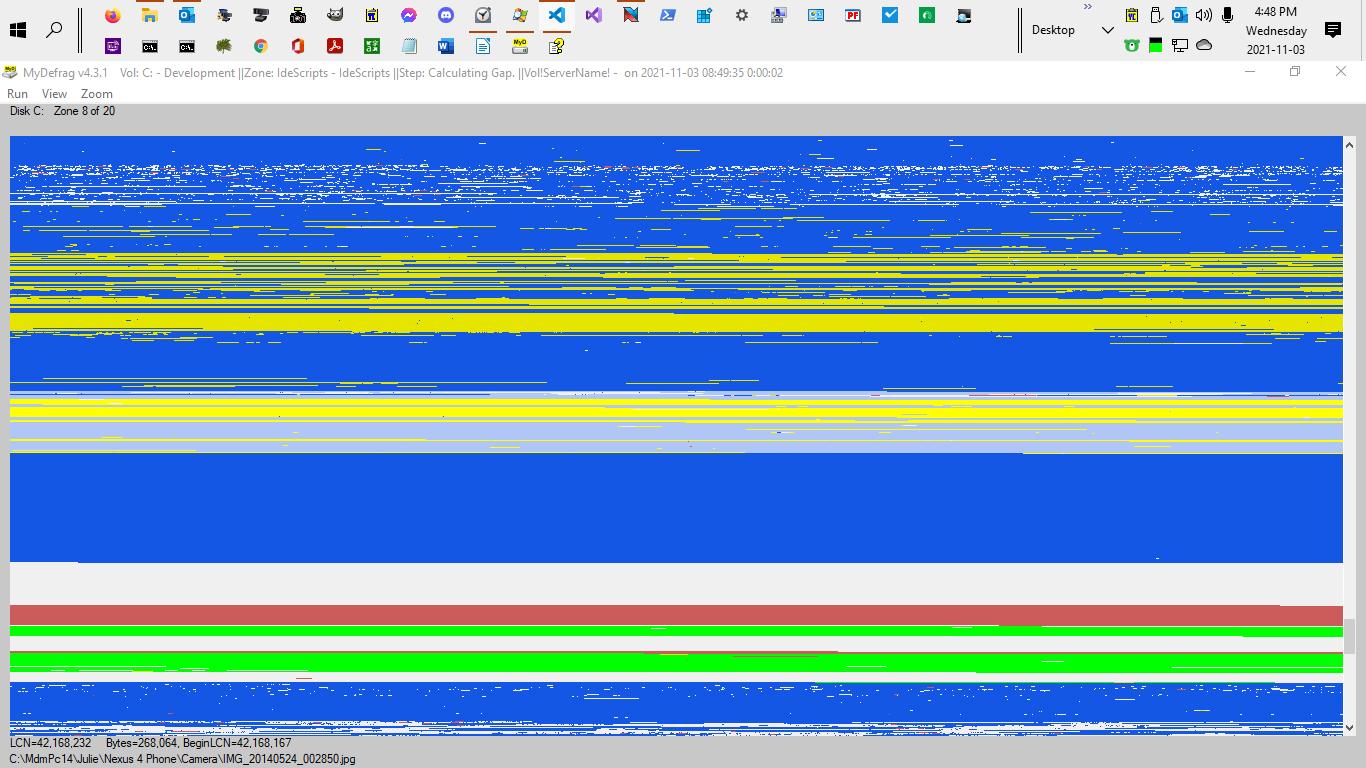 4:48 PM
Desktop
Wednesday
2021-11-03
MyDefrag v4.3.1 Vol: C: - Development ||Zone: IdeScripts - IdeScripts ||Step: Calculating Gap. ||Vol!ServerName! - on 2021-11-03 08:49:35 0:00:02
Run View Zoom
Disk C: Zone 8 of 20
LCN=42,168,232 Bytes=268,064, BeginLCN=42,168,167
C:\MdmPc14\Julie\Nexus 4 Phone\Camera\IMG_20140524_002850.jpg